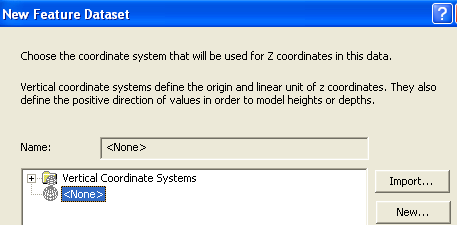 New Feature Dataset
?
Choose the coordinate system that will be used for Z coordinates in this data.
Vertical coordinate systems define the origin and linear unit of z coordinates. They also
define the positive direction of values in order to model heights or depths.
Name: <None>
Vertical Coordinate Systems
<None>
Import...
New...